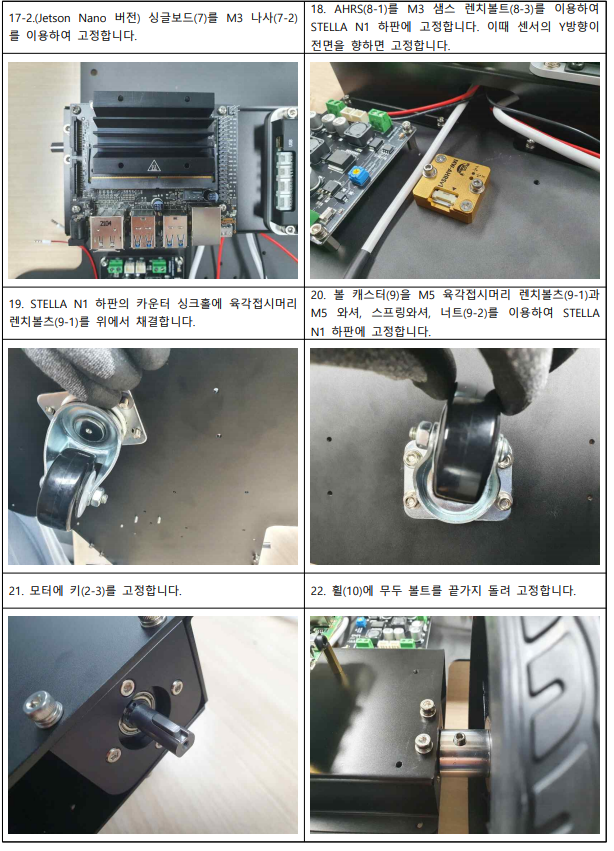 17-2.(Jetson Nano 버전) 싱글보드(7)를 M3 나사(7-2)
를 이용하여 고정합니다.
18. AHRS(8-1)를 M3 샘스 렌치볼트(8-3)를 이용하여
STELLA N1 하판에 고정합니다. 이때 센서의 Y방향이
전면을 향하면 고정합니다.
19. STELLA N1 하판의 카운터 싱크홀에 육각접시머리
렌치볼츠(9-1)를 위에서 채결합니다.
20. 볼 캐스터(9)을 M5 육각접시머리 렌치볼츠(9-1)과
M5 와셔, 스프링와셔, 너트(9-2)를 이용하여 STELLA
N1 하판에 고정합니다.
21. 모터에 키(2-3)를 고정합니다.
22. 휠(10)에 무두 볼트를 끝가지 돌려 고정합니다.